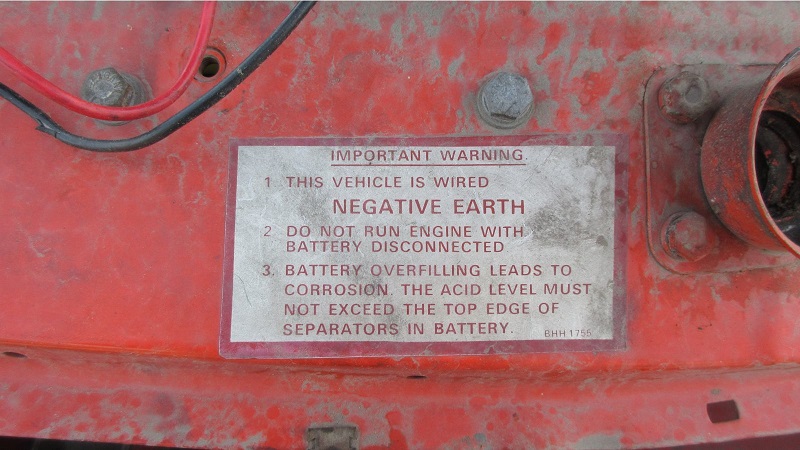 IMPORTANT WARNING.
1 THIS VEHICLE IS WIRED
NEGATIVE EARTH
2 DO NOT RUN ENGINE WITH
BATTERY DISCONNECTED
3. BATTERY OVERFILLING LEADS TO
CORROSION. THE ACID LEVEL MUST
NOT EXCEED THE TOP EDGE OF
SEPARATORS IN BATTERY.
BHH 1755